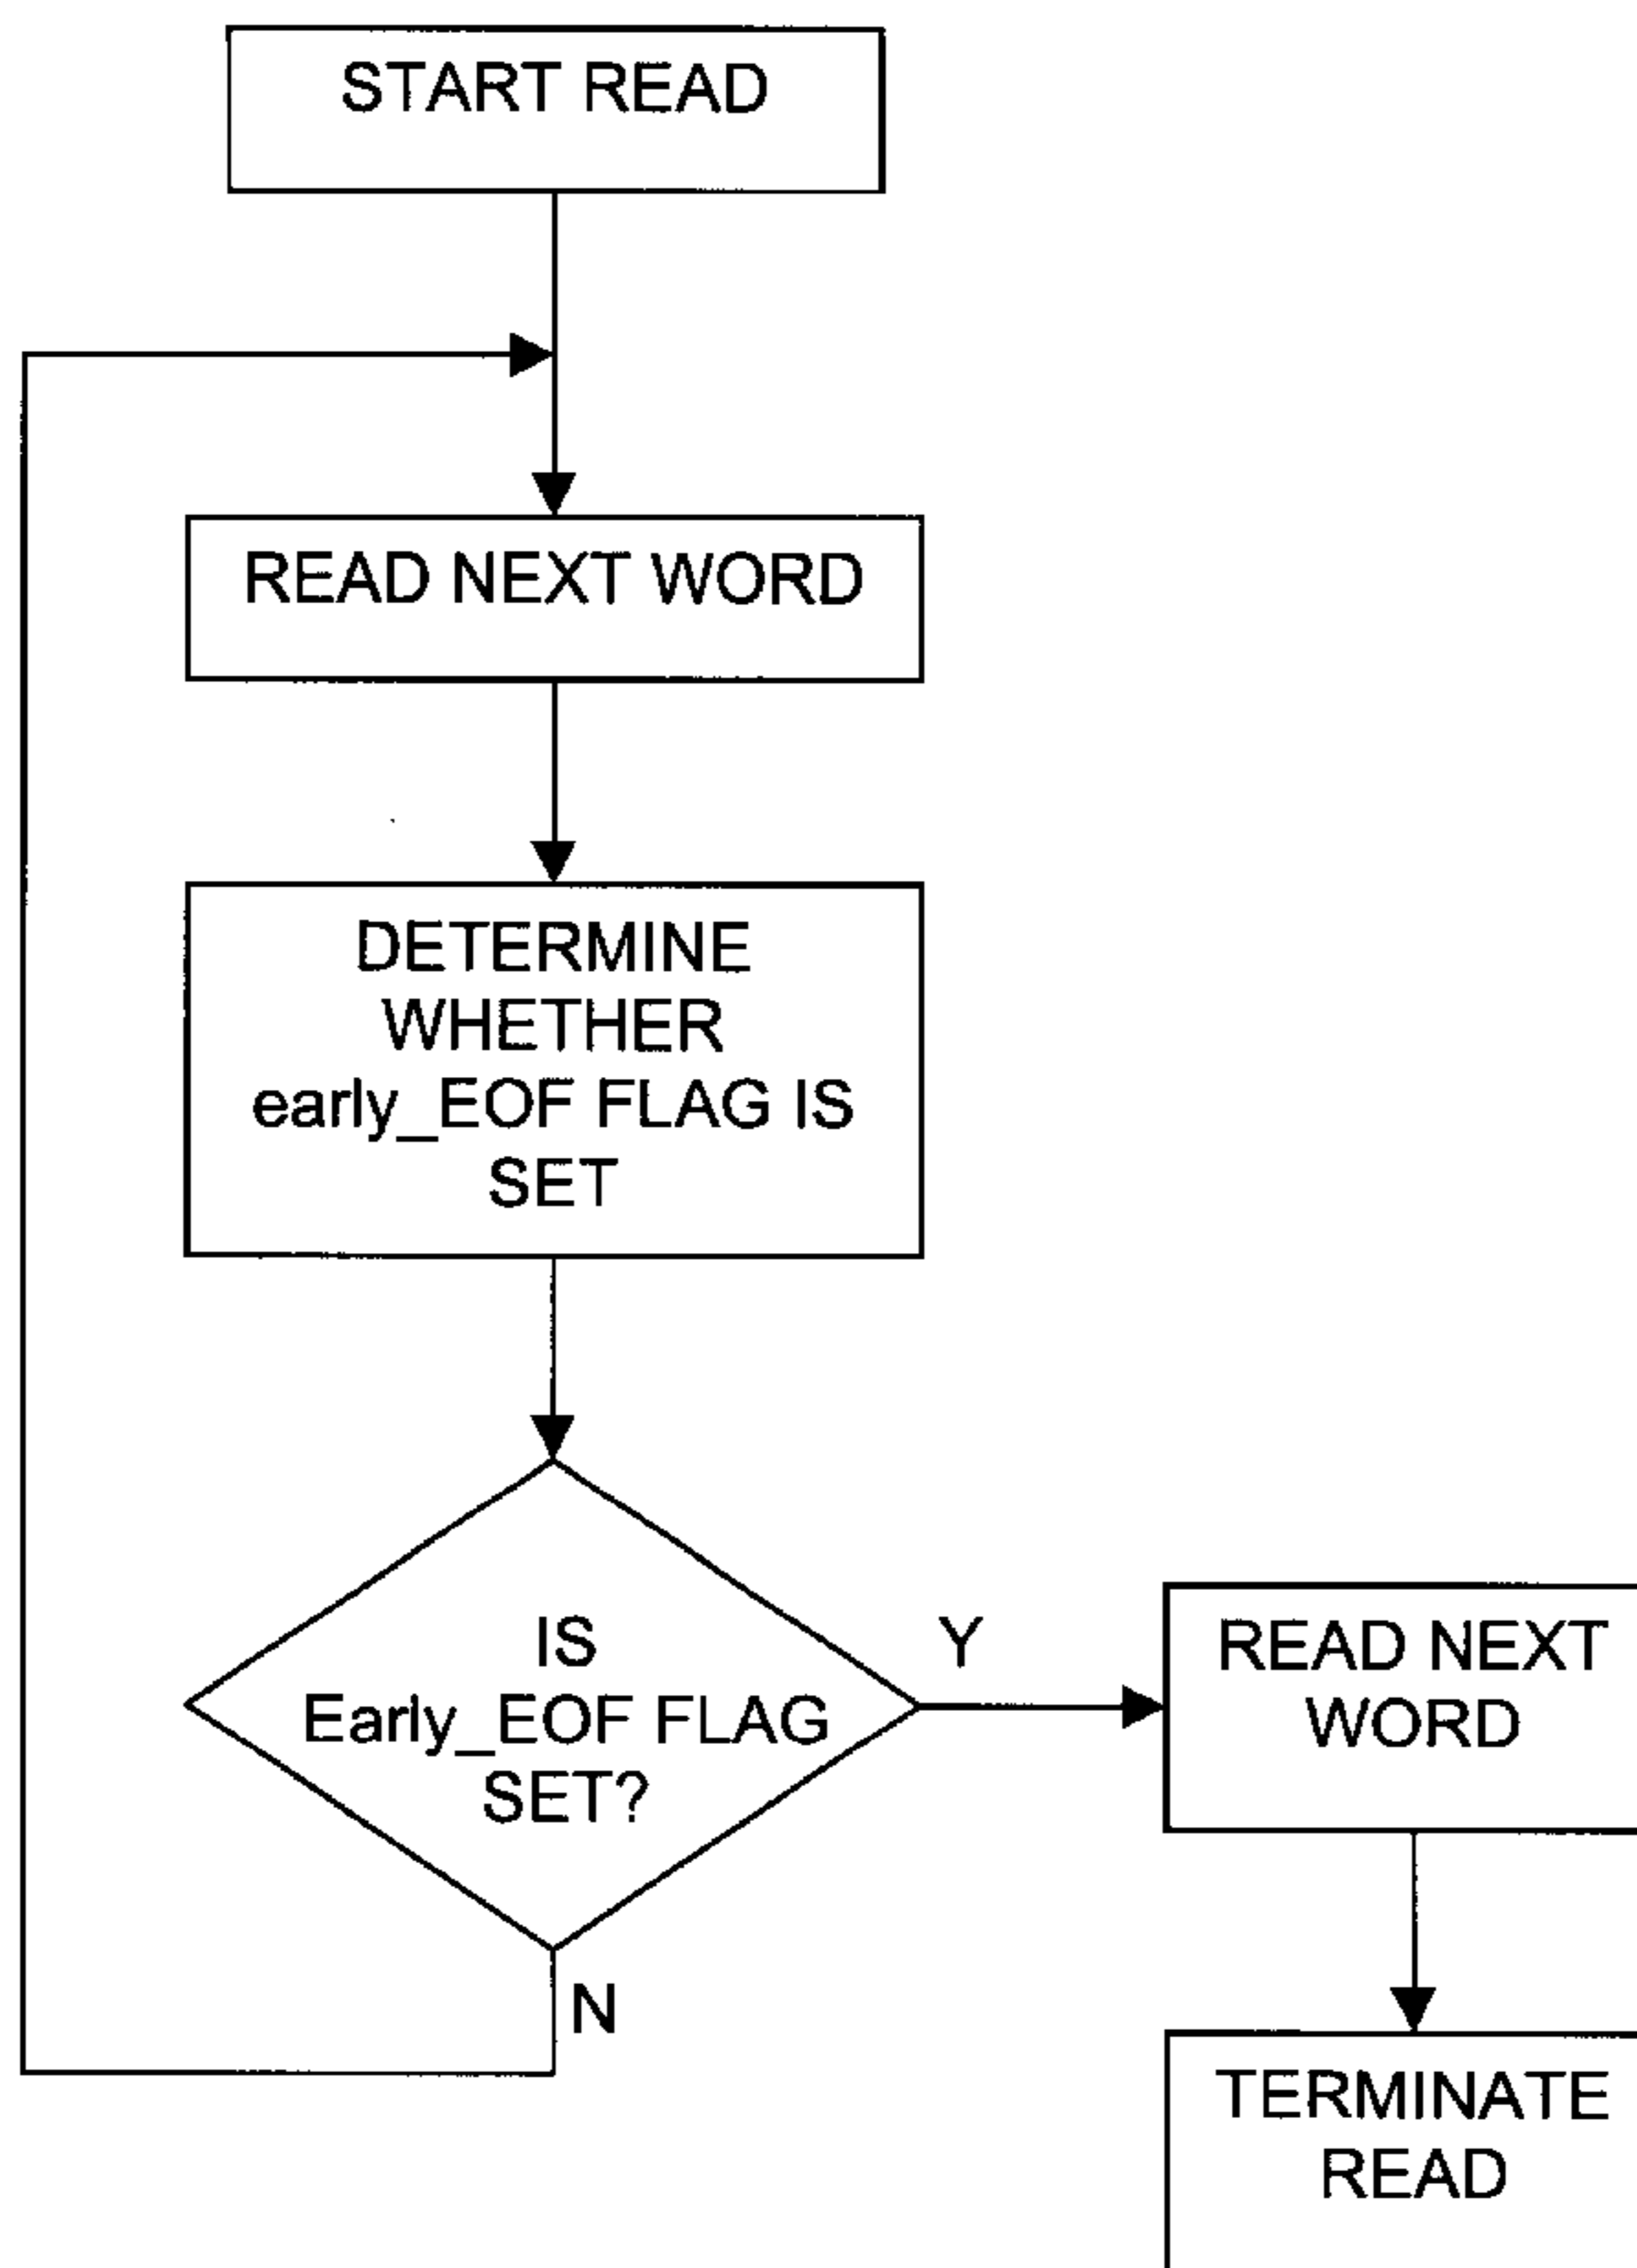 START READ
READ NEXT WORD
DETERMINE
WHETHER
early_EOF FLAG IS
SET
IS
Early_EOF FLAG
SET?
Y
READ NEXT
WORD
N
TERMINATE
READ